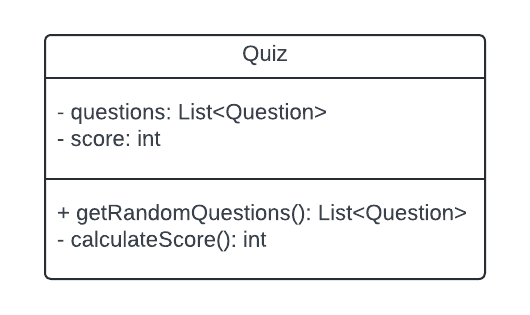 Quiz
- questions: List<Question>
- score: int
+ getRandomQuestions(): List<Question>
- calculateScore(): int